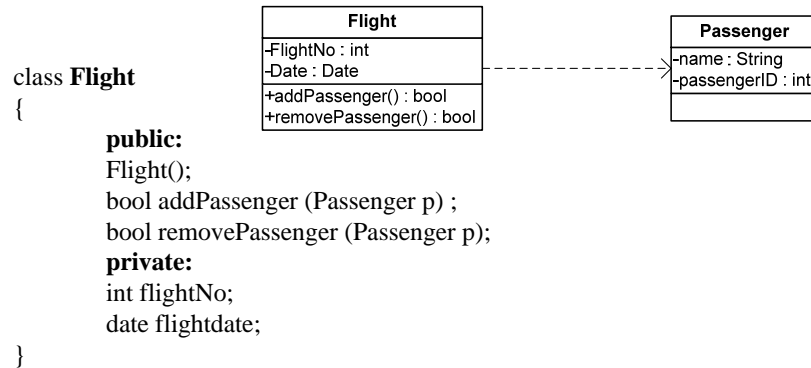 Flight
-FlightNo : int
-Date : Date
+addPassenger() : bool
+removePassenger() : bool
Passenger
-name : String
-passengerID : int
class Flight
{
public:
Flight();
bool addPassenger (Passenger p) ;
bool removePassenger (Passenger p);
private:
int flightNo;
date flightdate;
}